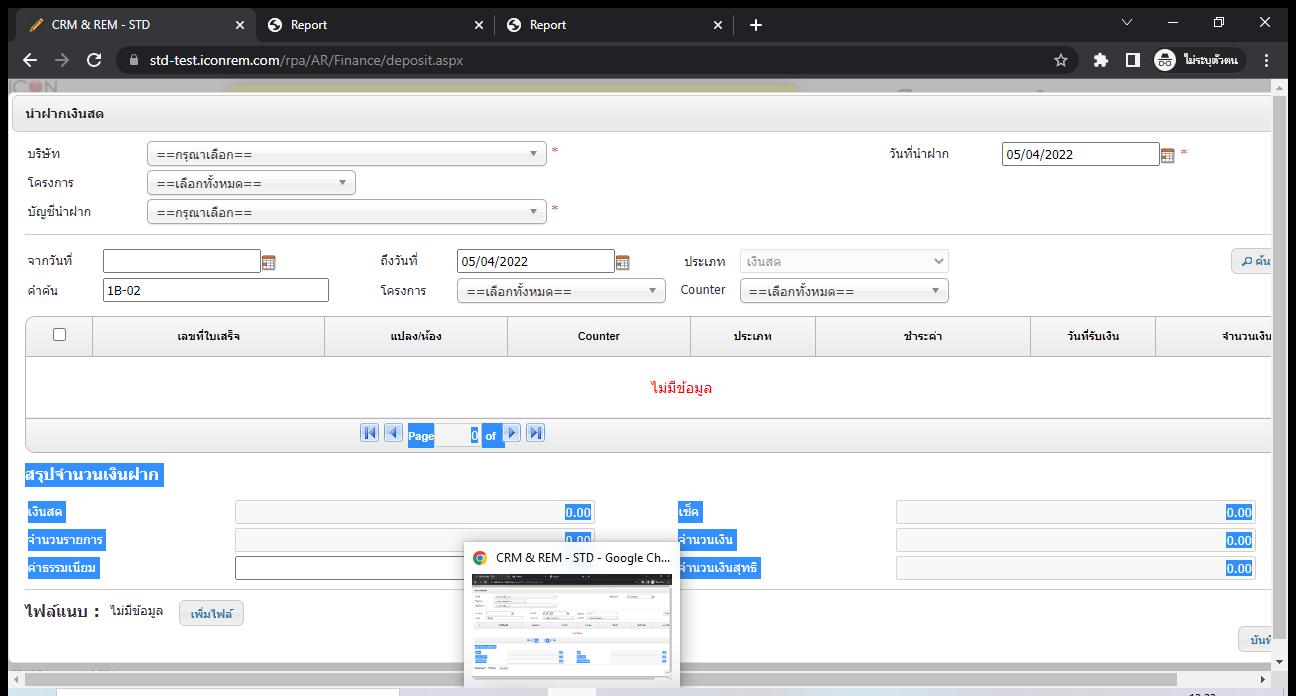 CRM & REM - STD
Report
Report
std-test.iconrem.com/rpa/AR/Finance/deposit.aspx
ไม่ระบุตัวตน
นำฝากเงินสด
บริษัท ==กรุณาเลือก== * วันที่นำฝาก 05/04/2022 *
โครงการ ==เลือกทั้งหมด==
บัญชีนำฝาก ==กรุณาเลือก== *
จากวันที่ ถึงวันที่ 05/04/2022 ประเภท เงินสด ค้น
คำค้น 1B-02 โครงการ ==เลือกทั้งหมด== Counter ==เลือกทั้งหมด==
เลขที่ใบเสร็จ แปลง/ห้อง Counter ประเภท ชำระค่า วันที่รับเงิน จำนวนเงิน
ไม่มีข้อมูล
Page 0 of
สรุปจำนวนเงินฝาก
เงินสด 0.00 เช็ค 0.00
จำนวนรายการ 0.00 จำนวนเงิน 0.00
ค่าธรรมเนียม จำนวนเงินสุทธิ 0.00
CRM & REM - STD - Google Ch...
ไฟล์แนบ : ไม่มีข้อมูล เพิ่มไฟล์